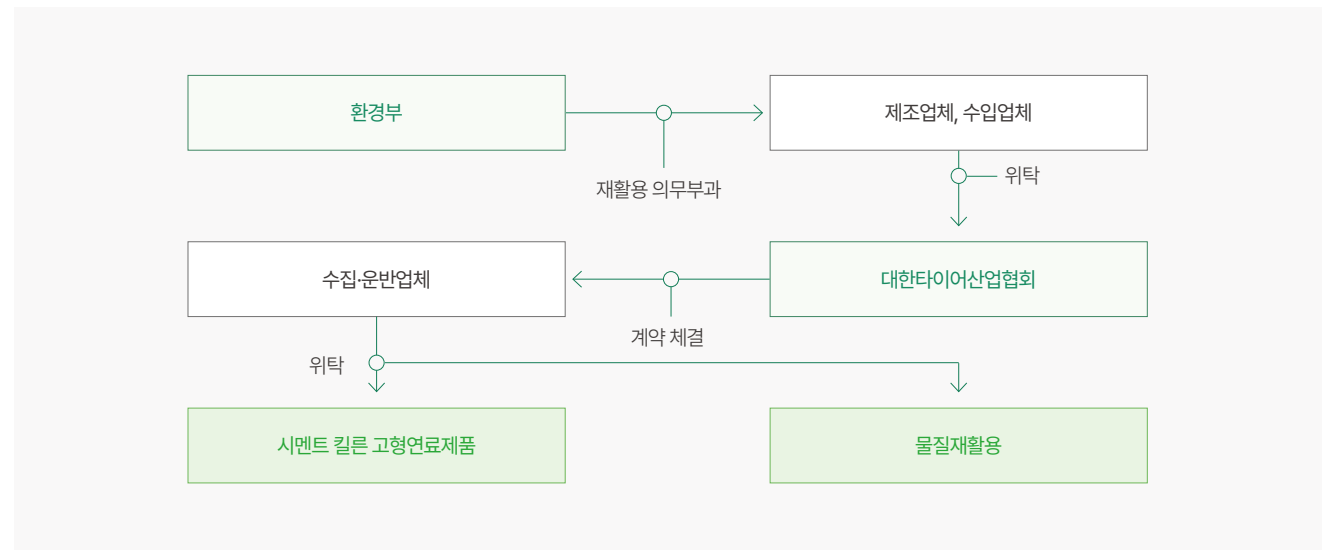 환경부
제조업체, 수입업체
재활용 의무부과
위탁
수집·운반업체
대한타이어산업협회
계약 체결
위탁
시멘트 킬른 고형연료제품
물질재활용